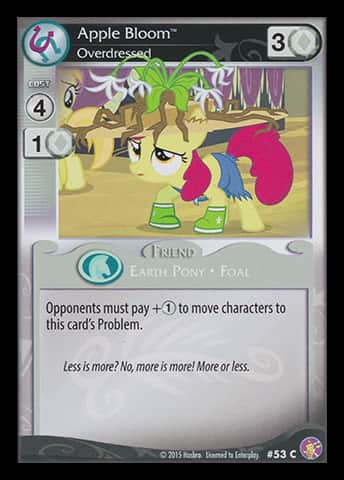 Apple Bloom™
Overdressed
3
COST
4
1
FRIEND
EARTH PONY • FOAL
Opponents must pay +1 to move characters to
this card's Problem.
Less is more? No, more is more! More or less.
© 2015 Hasbro. Licensed to Enterplay.
#53 C